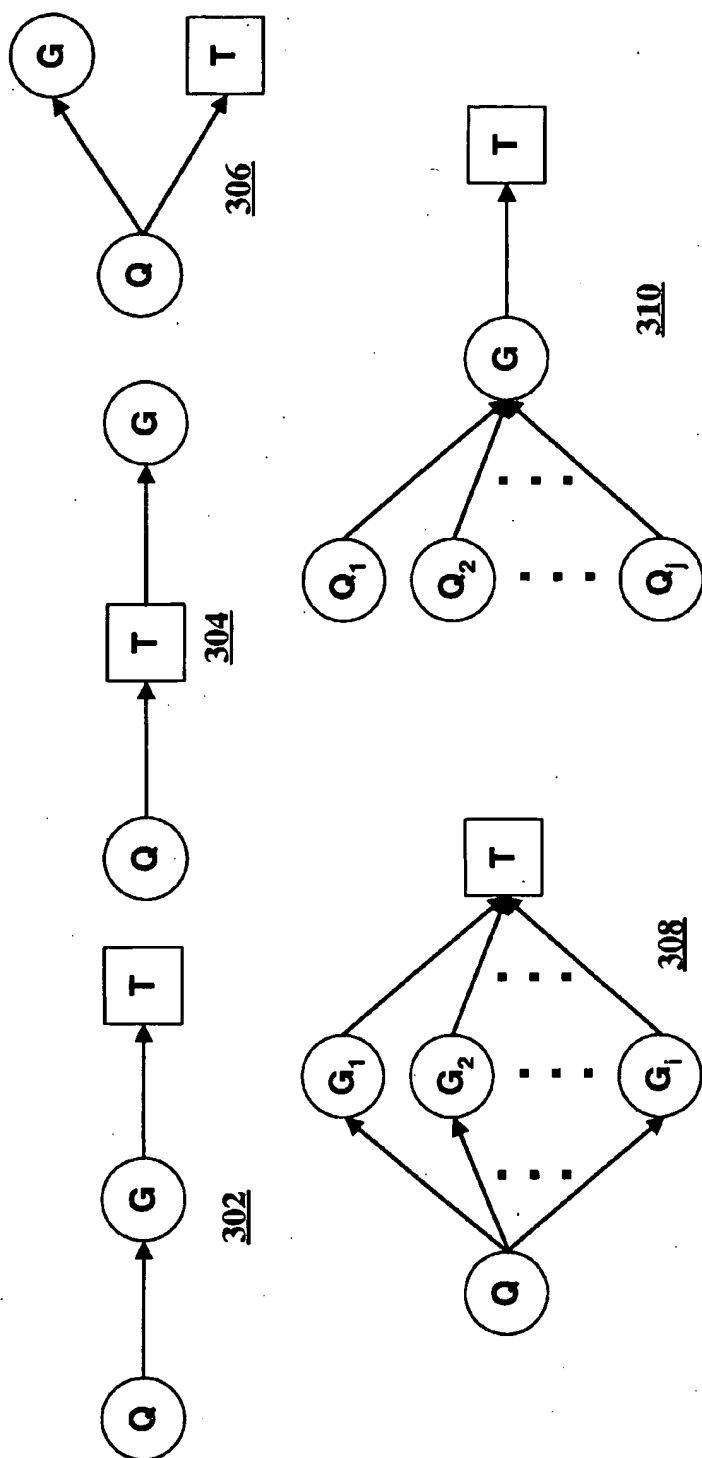 Q G T
302
Q T G
304
Q G T
306
Q G₁ G₂ Gᵢ T
308
Q₁ Q₂ Qⱼ G T
310